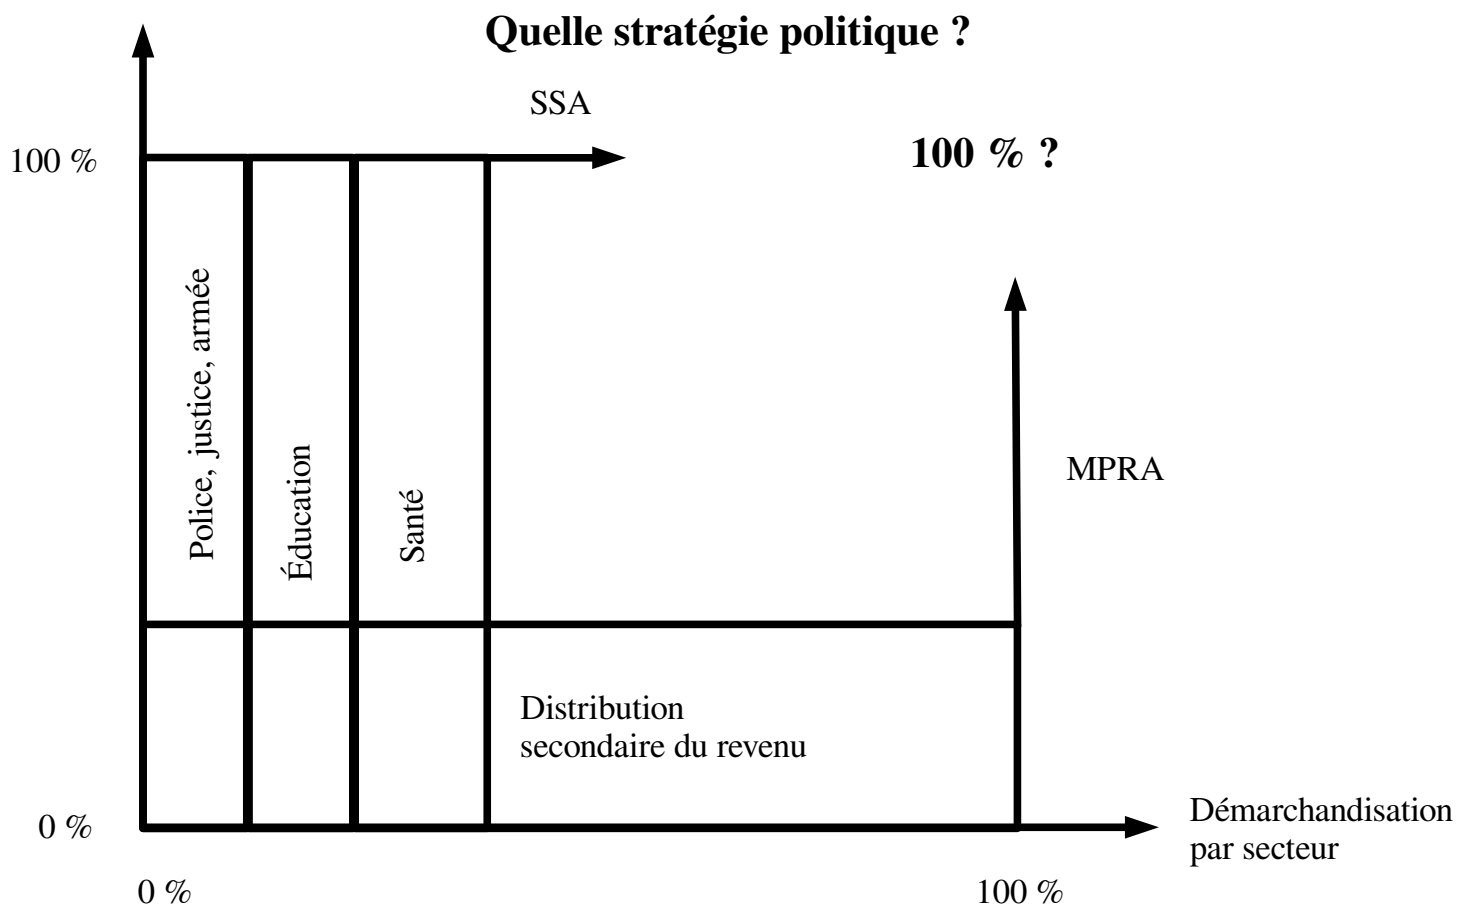 Quelle stratégie politique ?
SSA
100 %
100 % ?
Police, justice, armée
Éducation
Santé
MPRA
Distribution
secondaire du revenu
0 %
Démarchandisation
par secteur
0 %
100 %